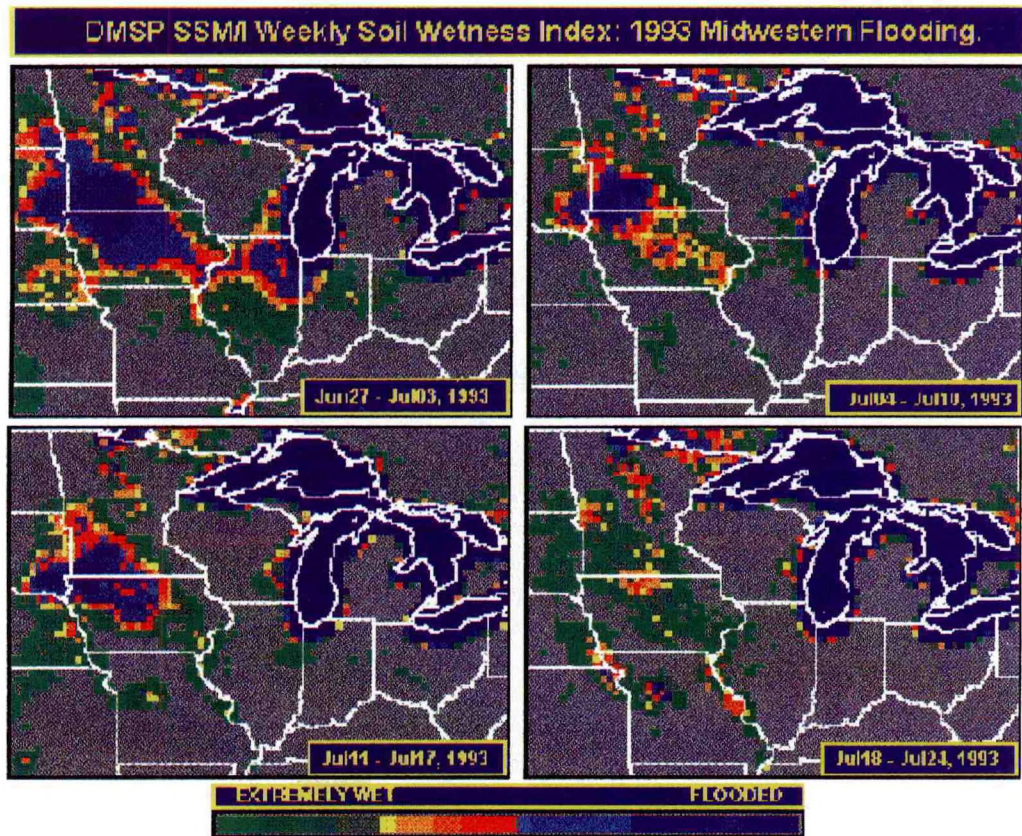 DMSP SSM/I Weekly Soil Wetness Index: 1993 Midwestern Flooding.
Jun27 - Jul03, 1993
Jul04 - Jul10, 1993
Jul11 - Jul17, 1993
Jul18 - Jul24, 1993
EXTREMELY WET FLOODED